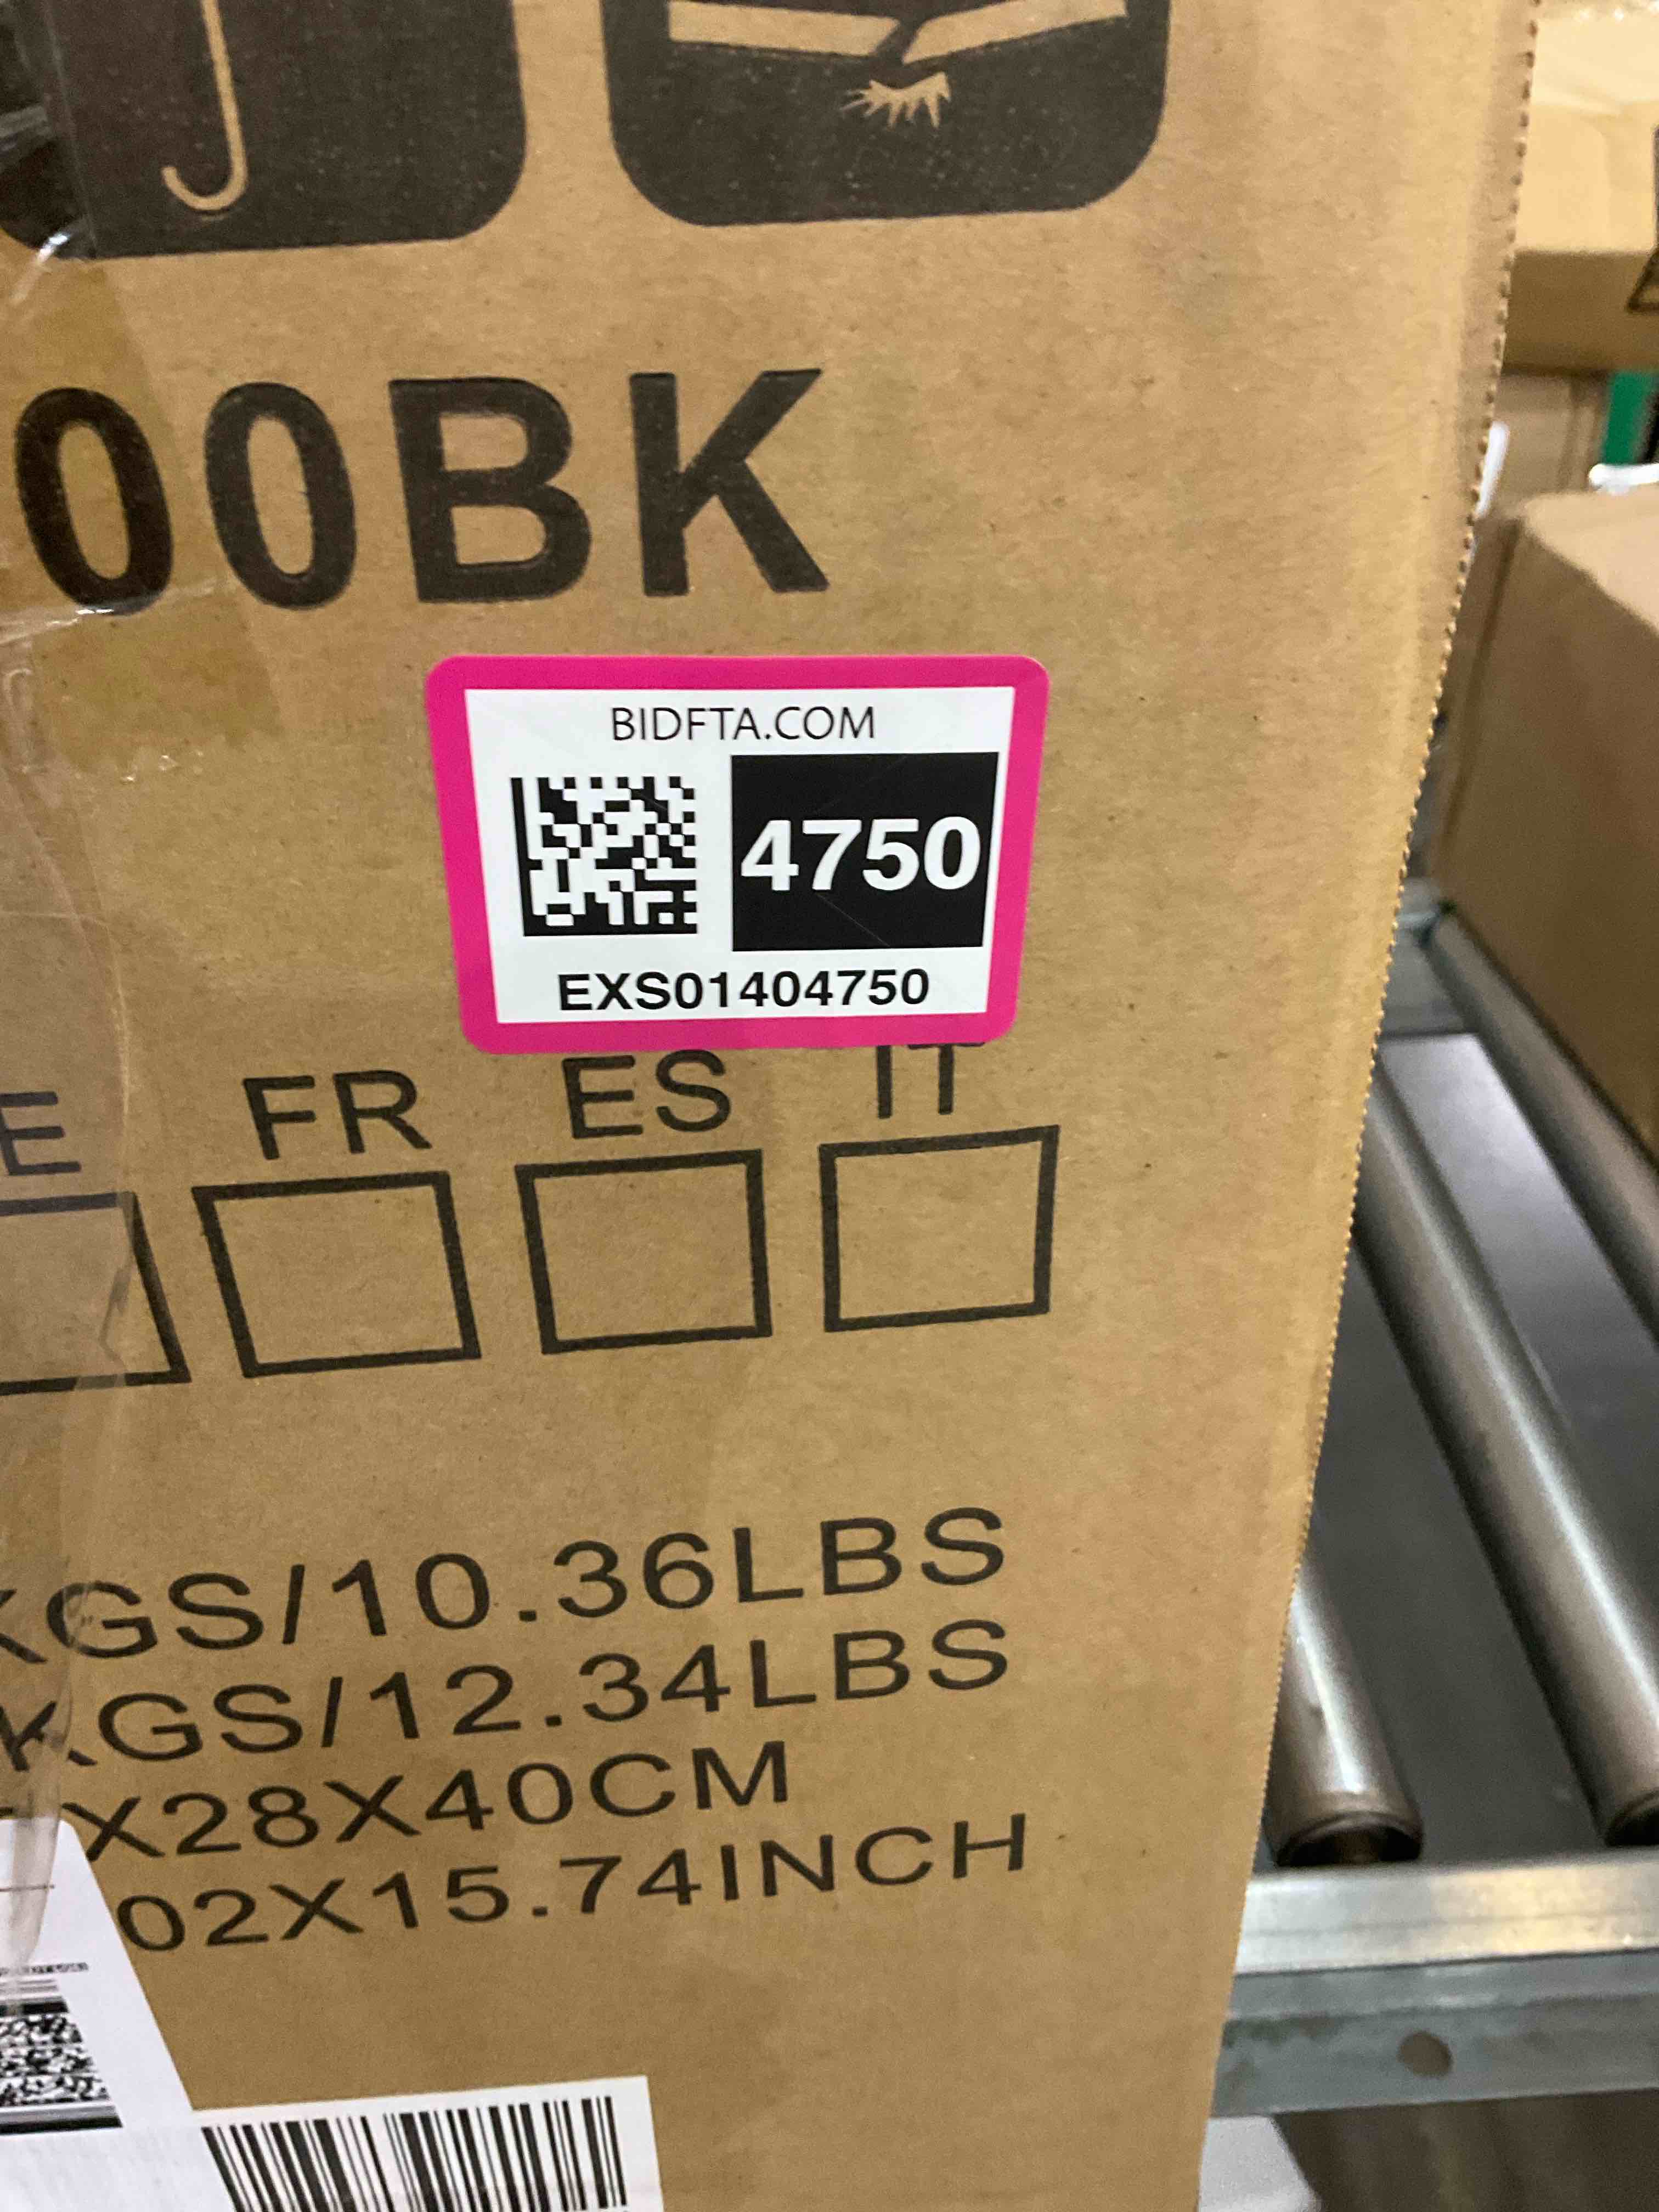 00BK
BIDFTA.COM
4750
EXS01404750
E FR ES IT
KGS/10.36LBS
KGS/12.34LBS
X28X40CM
02X15.74INCH